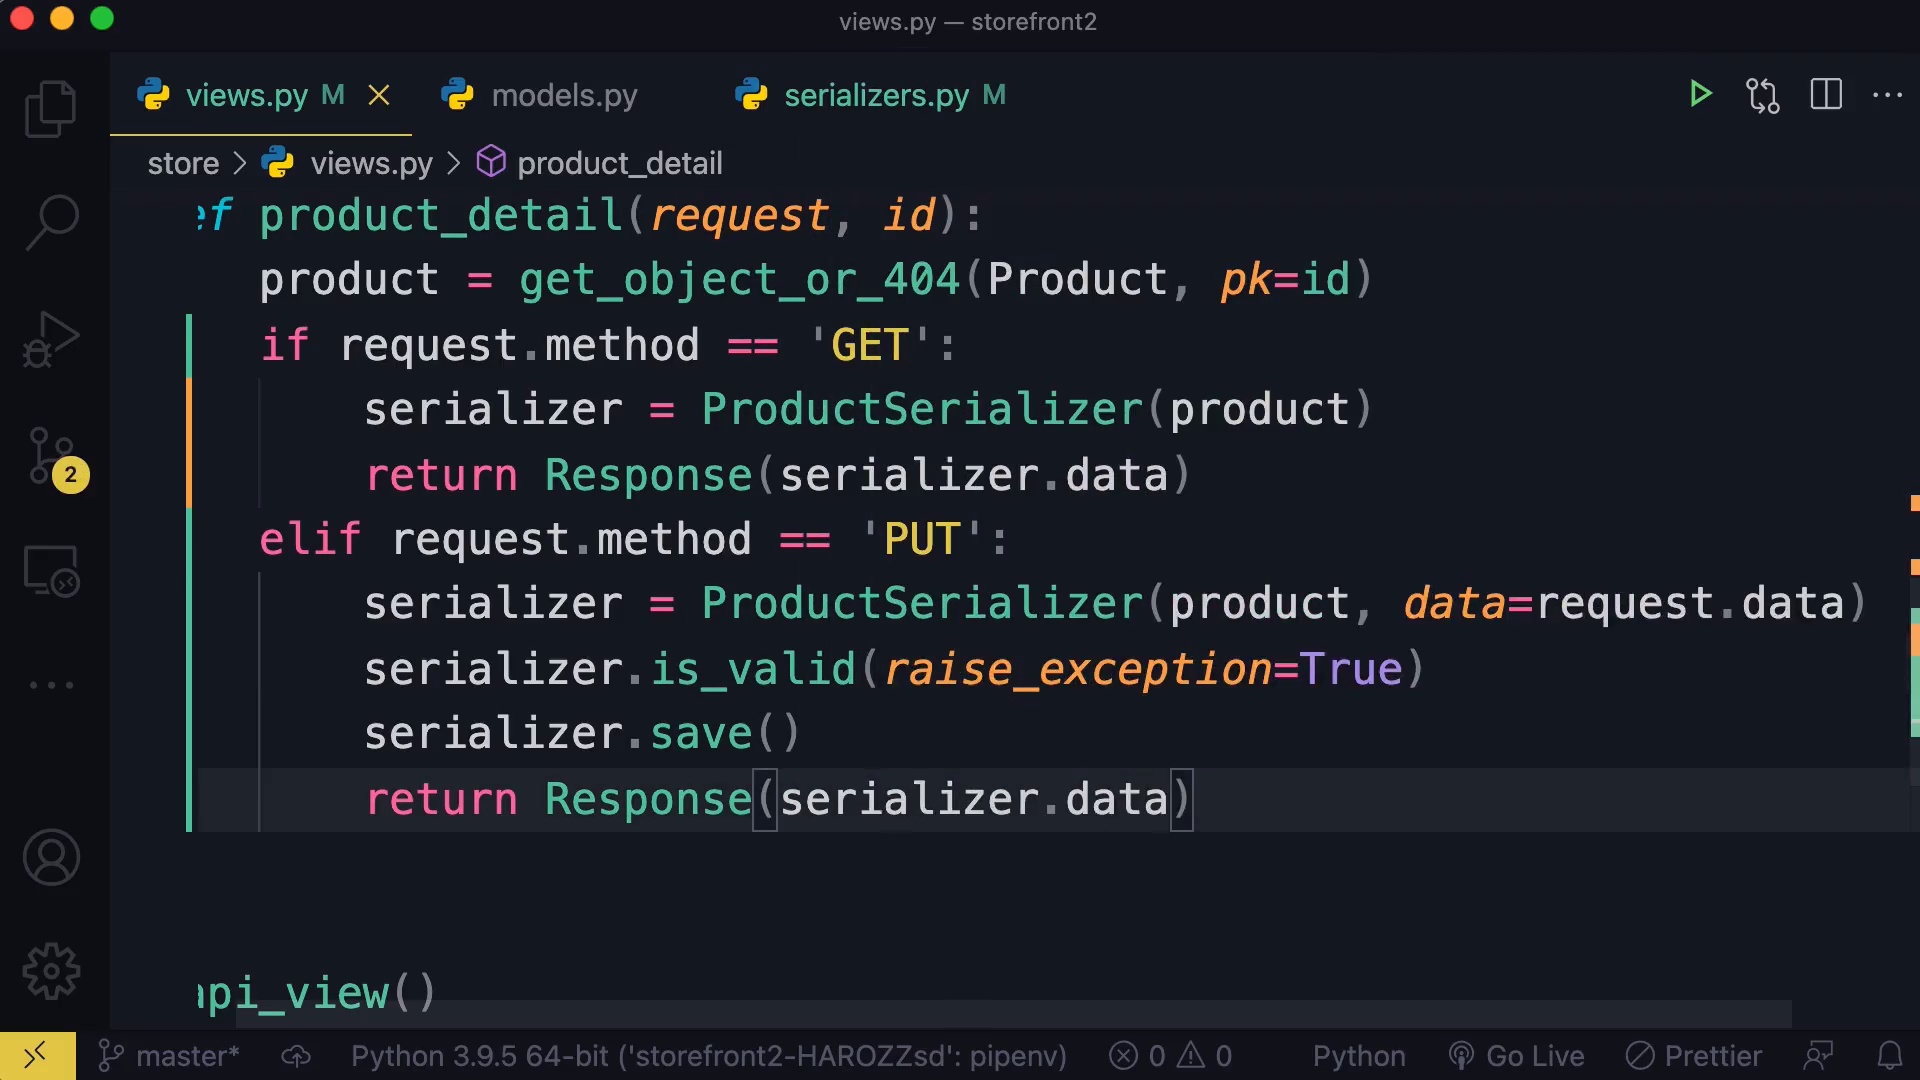 views.py — storefront2
views.py M models.py serializers.py M
store > views.py > product_detail
ef product_detail(request, id):
product = get_object_or_404(Product, pk=id)
if request.method == 'GET':
serializer = ProductSerializer(product)
return Response(serializer.data)
elif request.method == 'PUT':
serializer = ProductSerializer(product, data=request.data)
serializer.is_valid(raise_exception=True)
serializer.save()
return Response(serializer.data)
2
api_view()
master* Python 3.9.5 64-bit ('storefront2-HAROZZsd': pipenv) 0 0 Python Go Live Prettier